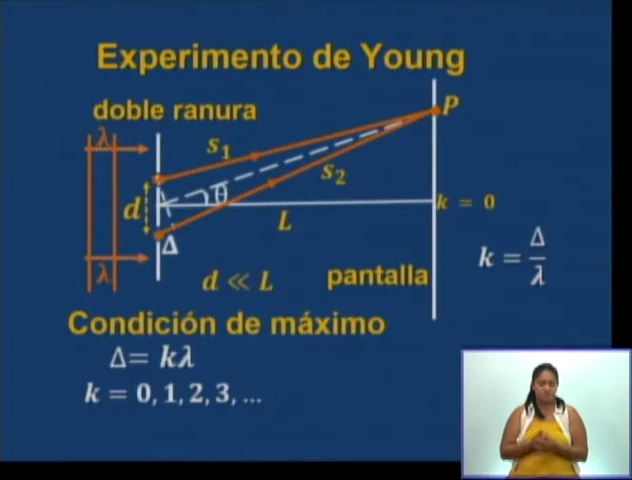 Experimento de Young
doble ranura
P
λ
s₁
s₂
θ
d
k = 0
L
Δ
k = Δ/λ
λ
d ≪ L
pantalla
Condición de máximo
Δ= kλ
k = 0, 1, 2, 3, ...